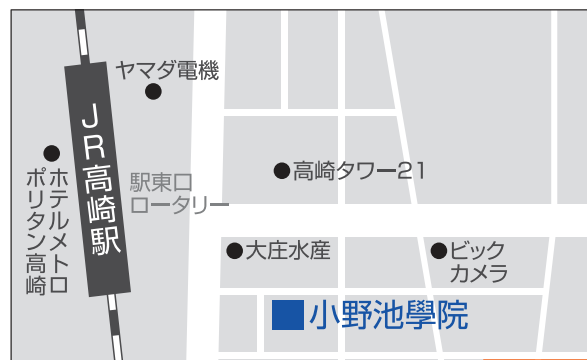 ヤマダ電機
JR高崎駅
ホテルメトロ
ポリタン高崎
駅東口
ロータリー
高崎タワー21
大庄水産
ビック
カメラ
小野池學院